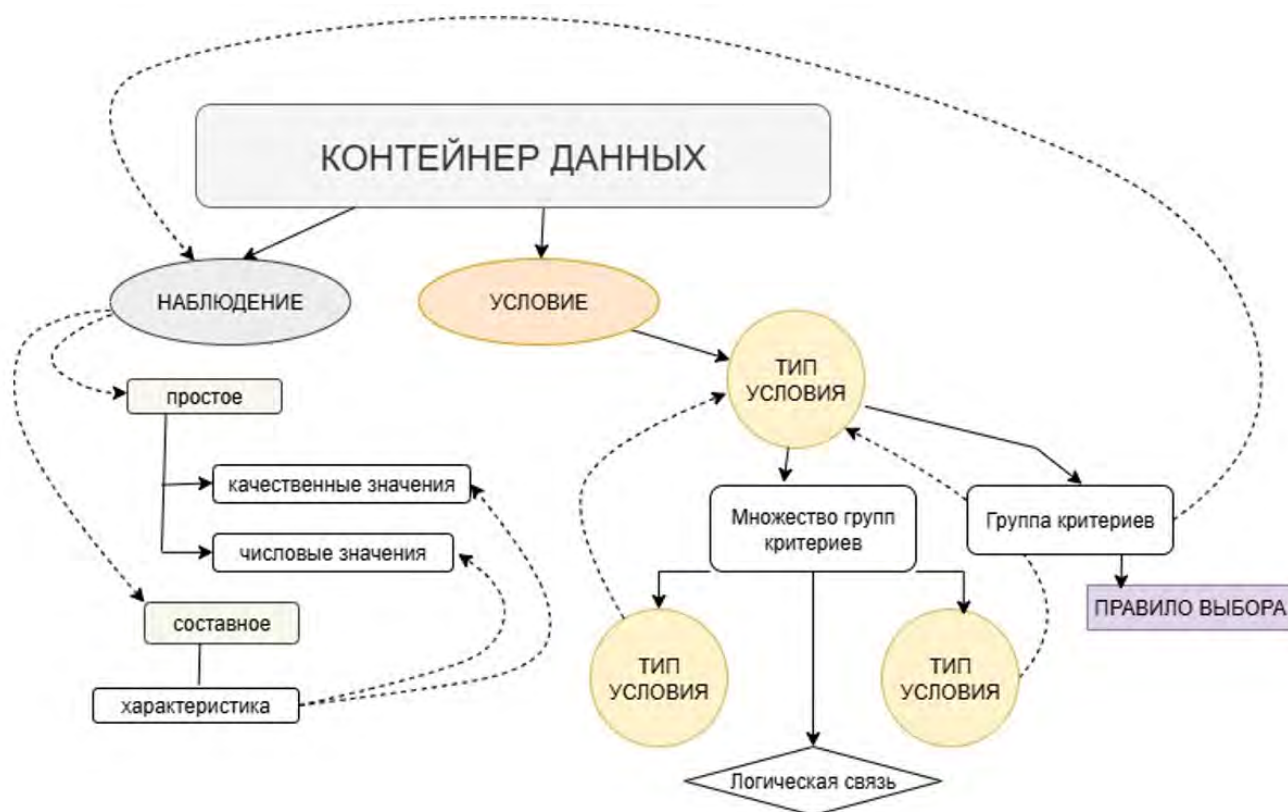 КОНТЕЙНЕР ДАННЫХ
НАБЛЮДЕНИЕ
УСЛОВИЕ
ТИП
УСЛОВИЯ
простое
качественные значения
числовые значения
составное
характеристика
Множество групп
критериев
Группа критериев
ПРАВИЛО ВЫБОРА
ТИП
УСЛОВИЯ
ТИП
УСЛОВИЯ
Логическая связь